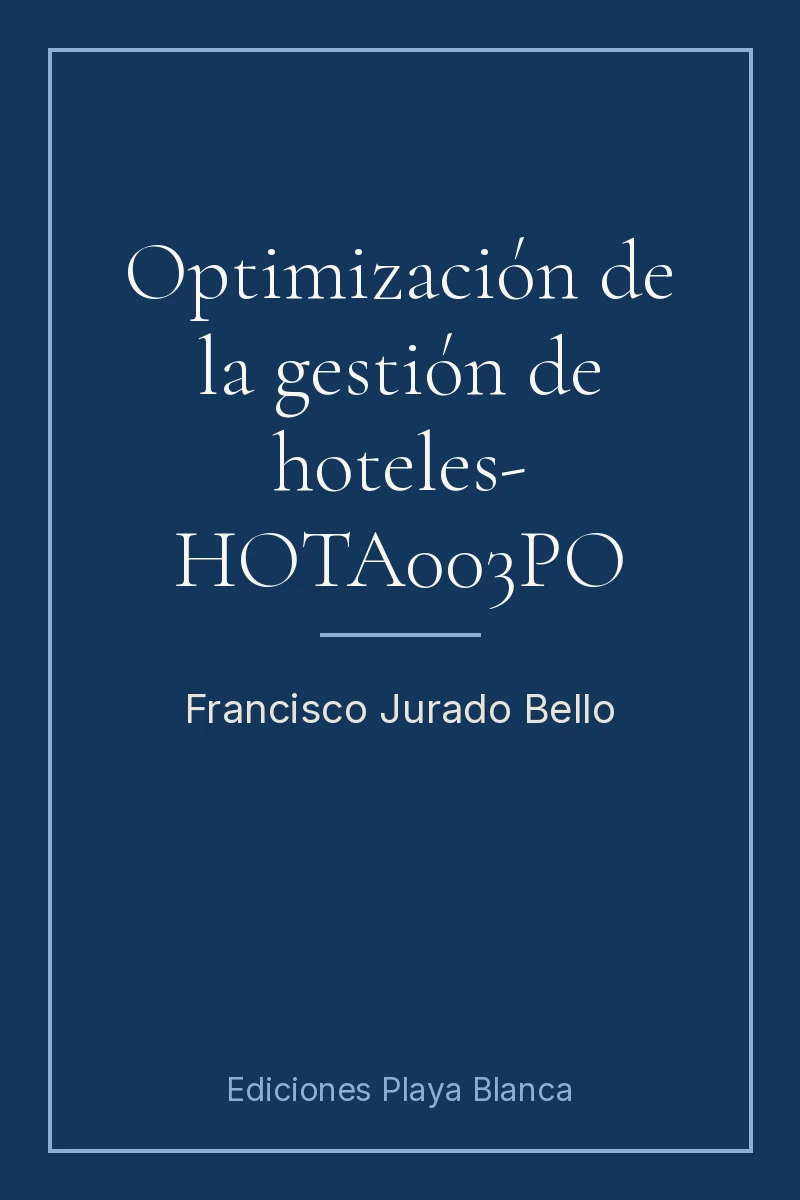 Optimización de
la gestión de
hoteles-
HOTA003PO
Francisco Jurado Bello
Ediciones Playa Blanca